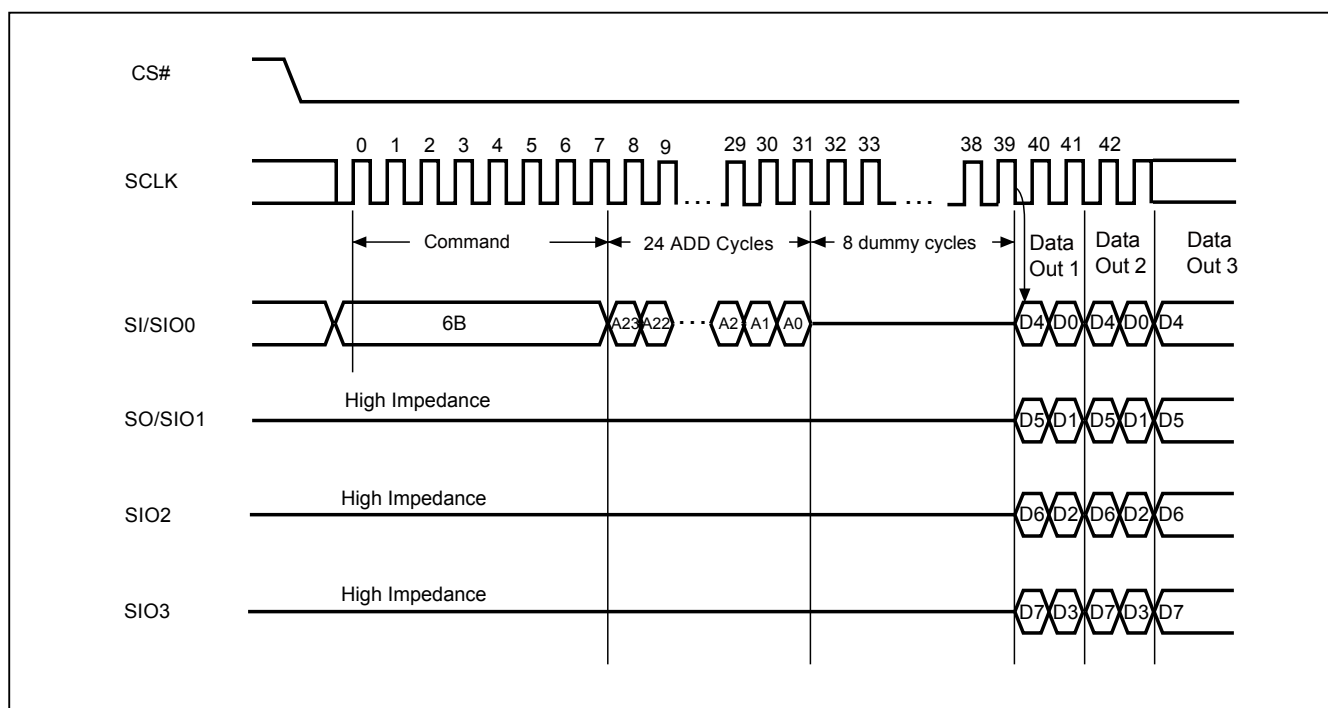 CS#
0 1 2 3 4 5 6 7 8 9 29 30 31 32 33 38 39 40 41 42
SCLK
Command 24 ADD Cycles 8 dummy cycles Data Out 1 Data Out 2 Data Out 3
SI/SIO0 6B A23 A22 A2 A1 A0 D4 D0 D4 D0 D4
High Impedance
SO/SIO1 D5 D1 D5 D1 D5
High Impedance
SIO2 D6 D2 D6 D2 D6
High Impedance
SIO3 D7 D3 D7 D3 D7